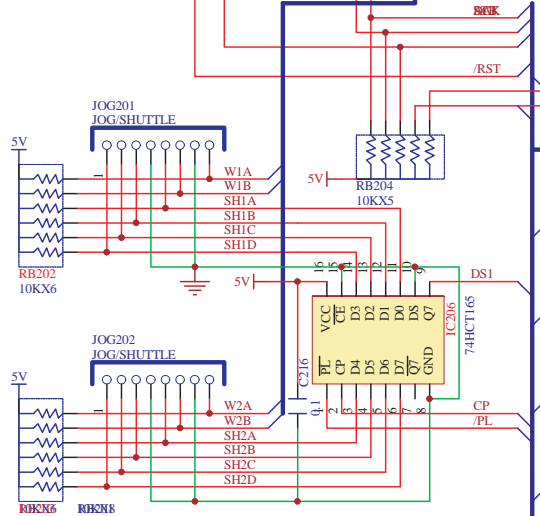 /RST
JOG201
JOG/SHUTTLE
5V
1
W1A
W1B
SH1A
SH1B
SH1C
SH1D
RB202
10KX6
5V
RB204
10KX5
5V
16 15 14 13 12 11 10 9
VCC CE D3 D2 D1 D0 DS Q7
PL CP D4 D5 D6 D7 Q7 GND
1 2 3 4 5 6 7 8
IC206
74HCT165
DS1
CP
/PL
C216
0.1
JOG202
JOG/SHUTTLE
5V
1
W2A
W2B
SH2A
SH2B
SH2C
SH2D